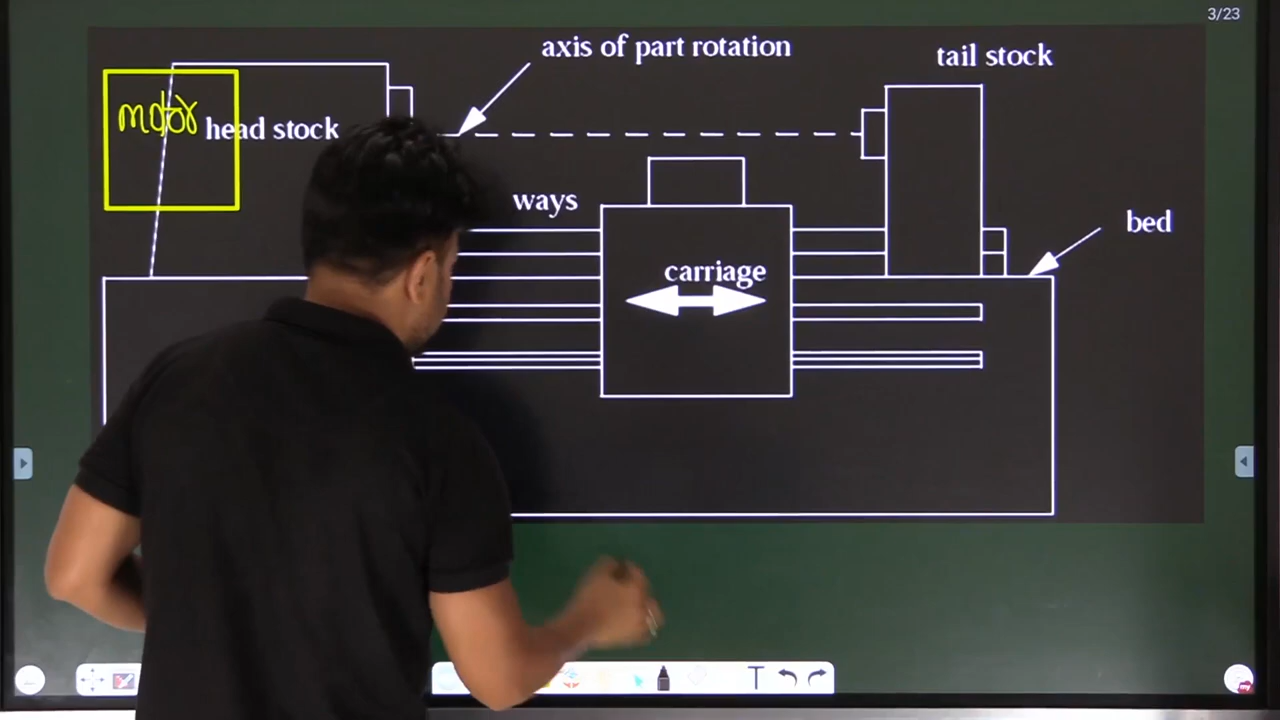 3/23
axis of part rotation
tail stock
motor
head stock
ways
bed
carriage
T